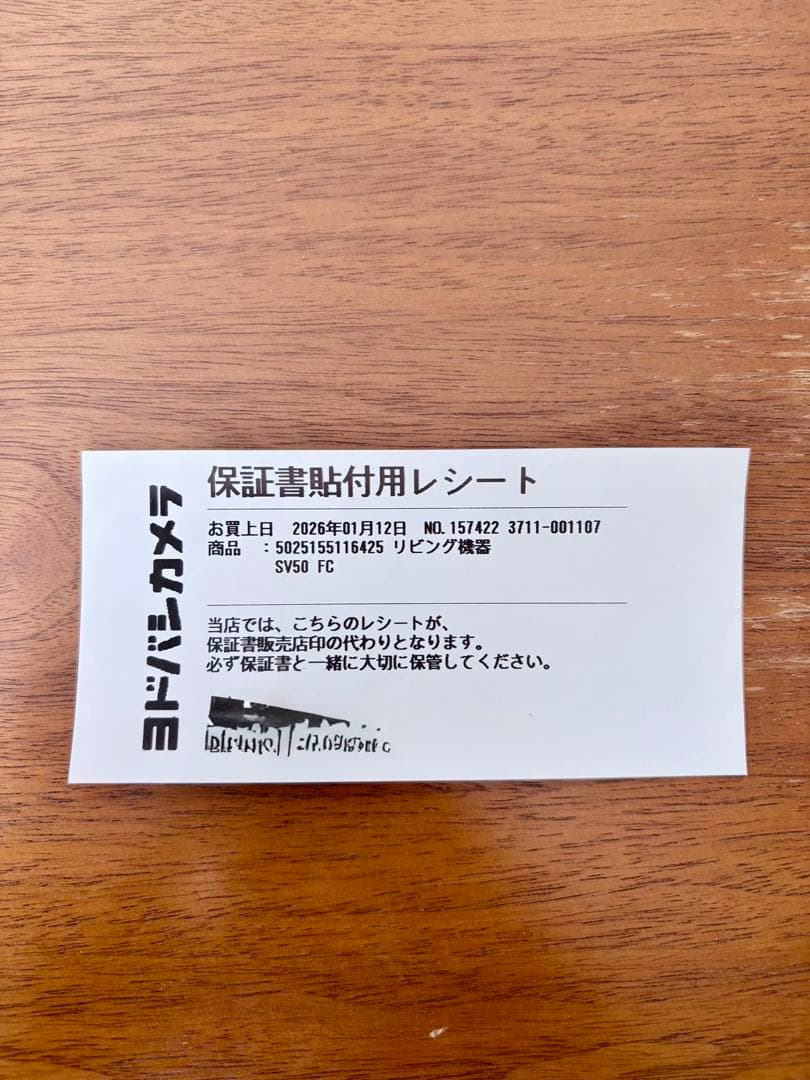 ヨドバシカメラ
保証書貼付用レシート
お買上日 2026年01月12日 NO.157422 3711-001107
商品 :5025155116425 リビング機器
SV50 FC
当店では、こちらのレシートが、
保証書販売店印の代わりとなります。
必ず保証書と一緒に大切に保管してください。